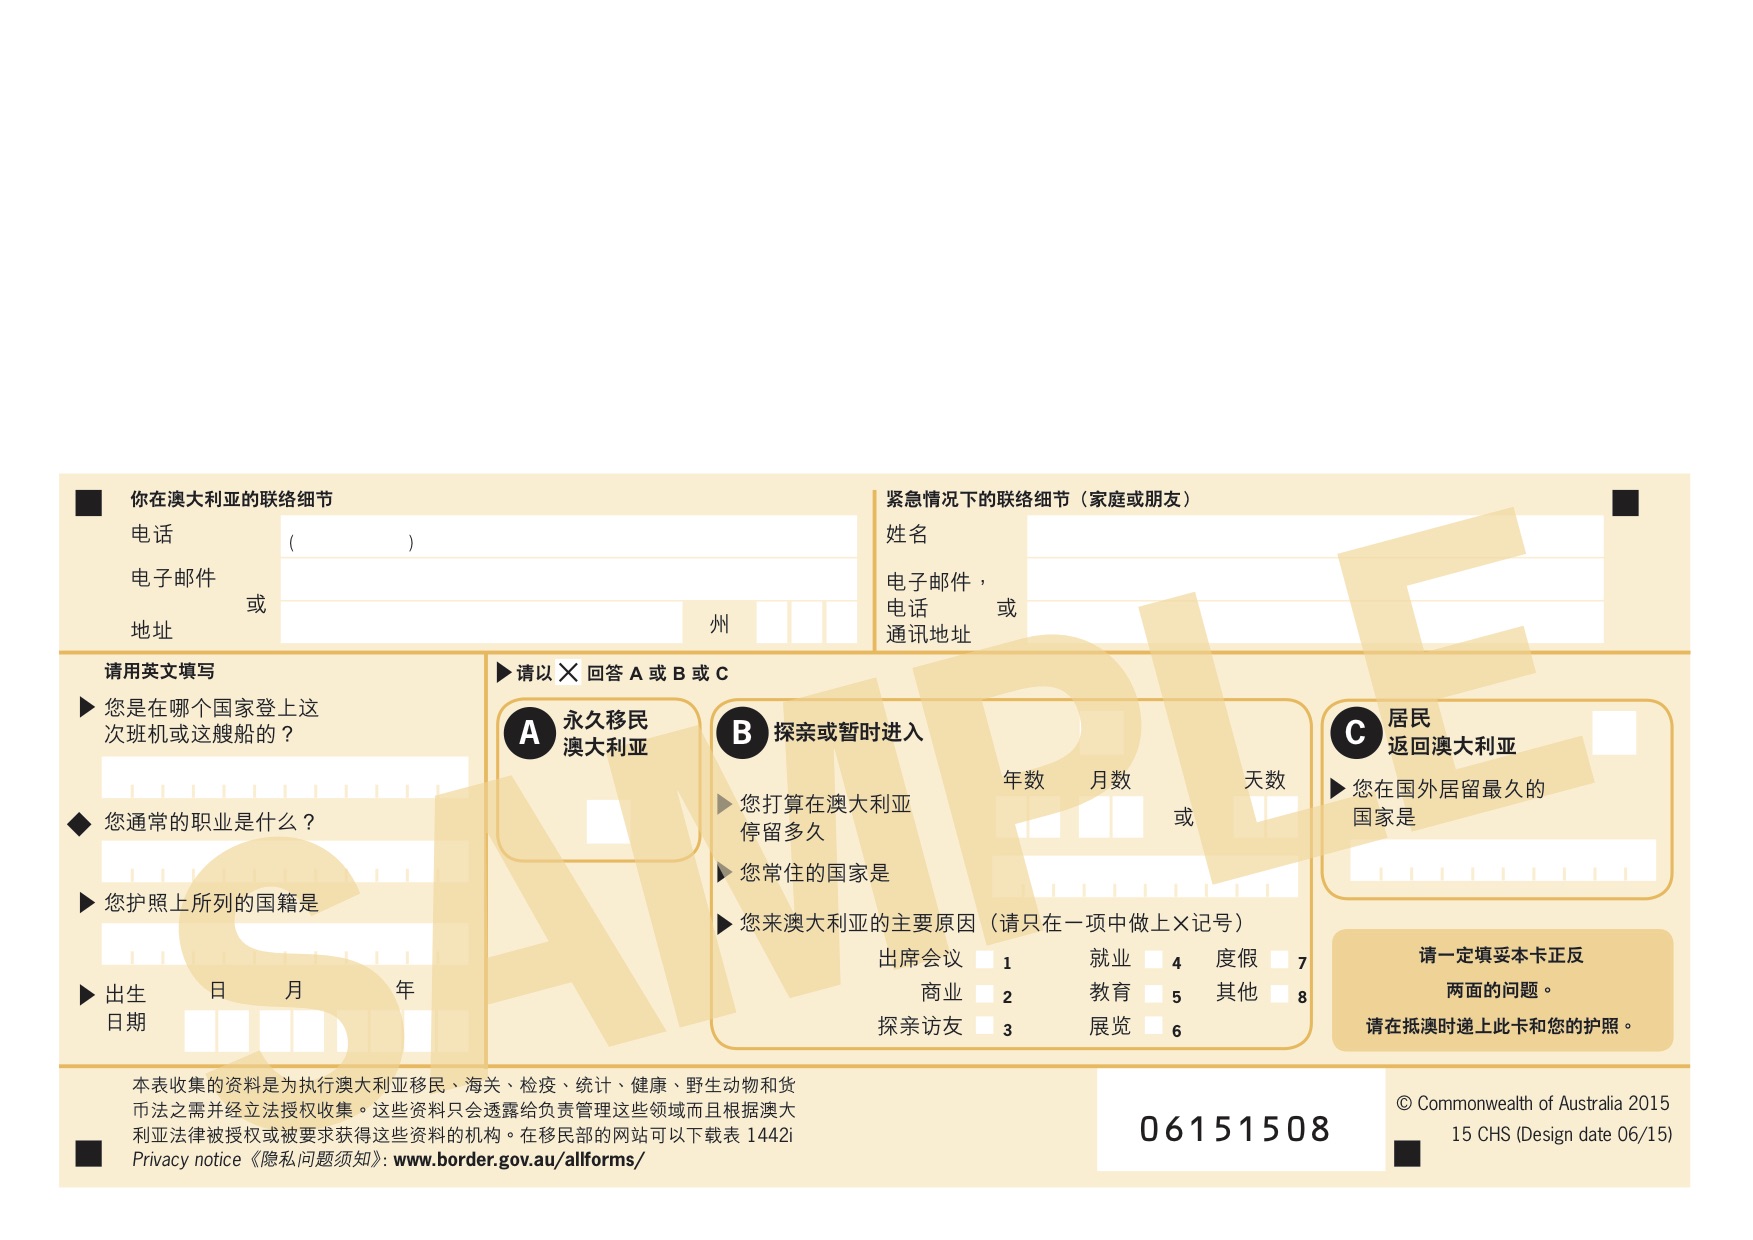 你在澳大利亚的联络细节
电话 ( )
电子邮件
或
地址 州
紧急情况下的联络细节（家庭或朋友）
姓名
电子邮件，
电话 或
通讯地址
请用英文填写
您是在哪个国家登上这
次班机或这艘船的？
您通常的职业是什么？
您护照上所列的国籍是
日 月 年
出生
日期
请以 X 回答 A 或 B 或 C
A 永久移民
澳大利亚
B 探亲或暂时进入
年数 月数 天数
您打算在澳大利亚
停留多久
或
您常住的国家是
您来澳大利亚的主要原因（请只在一项中做上X记号）
出席会议 1 就业 4 度假 7
商业 2 教育 5 其他 8
探亲访友 3 展览 6
C 居民
返回澳大利亚
您在国外居留最久的
国家是
请一定填妥本卡正反
两面的问题。
请在抵澳时递上此卡和您的护照。
本表收集的资料是为执行澳大利亚移民、海关、检疫、统计、健康、野生动物和货
币法之需并经立法授权收集。这些资料只会透露给负责管理这些领域而且根据澳大
利亚法律被授权或被要求获得这些资料的机构。在移民部的网站可以下载表 1442i
Privacy notice《隐私问题须知》: www.border.gov.au/allforms/
06151508
© Commonwealth of Australia 2015
15 CHS (Design date 06/15)
SAMPLE